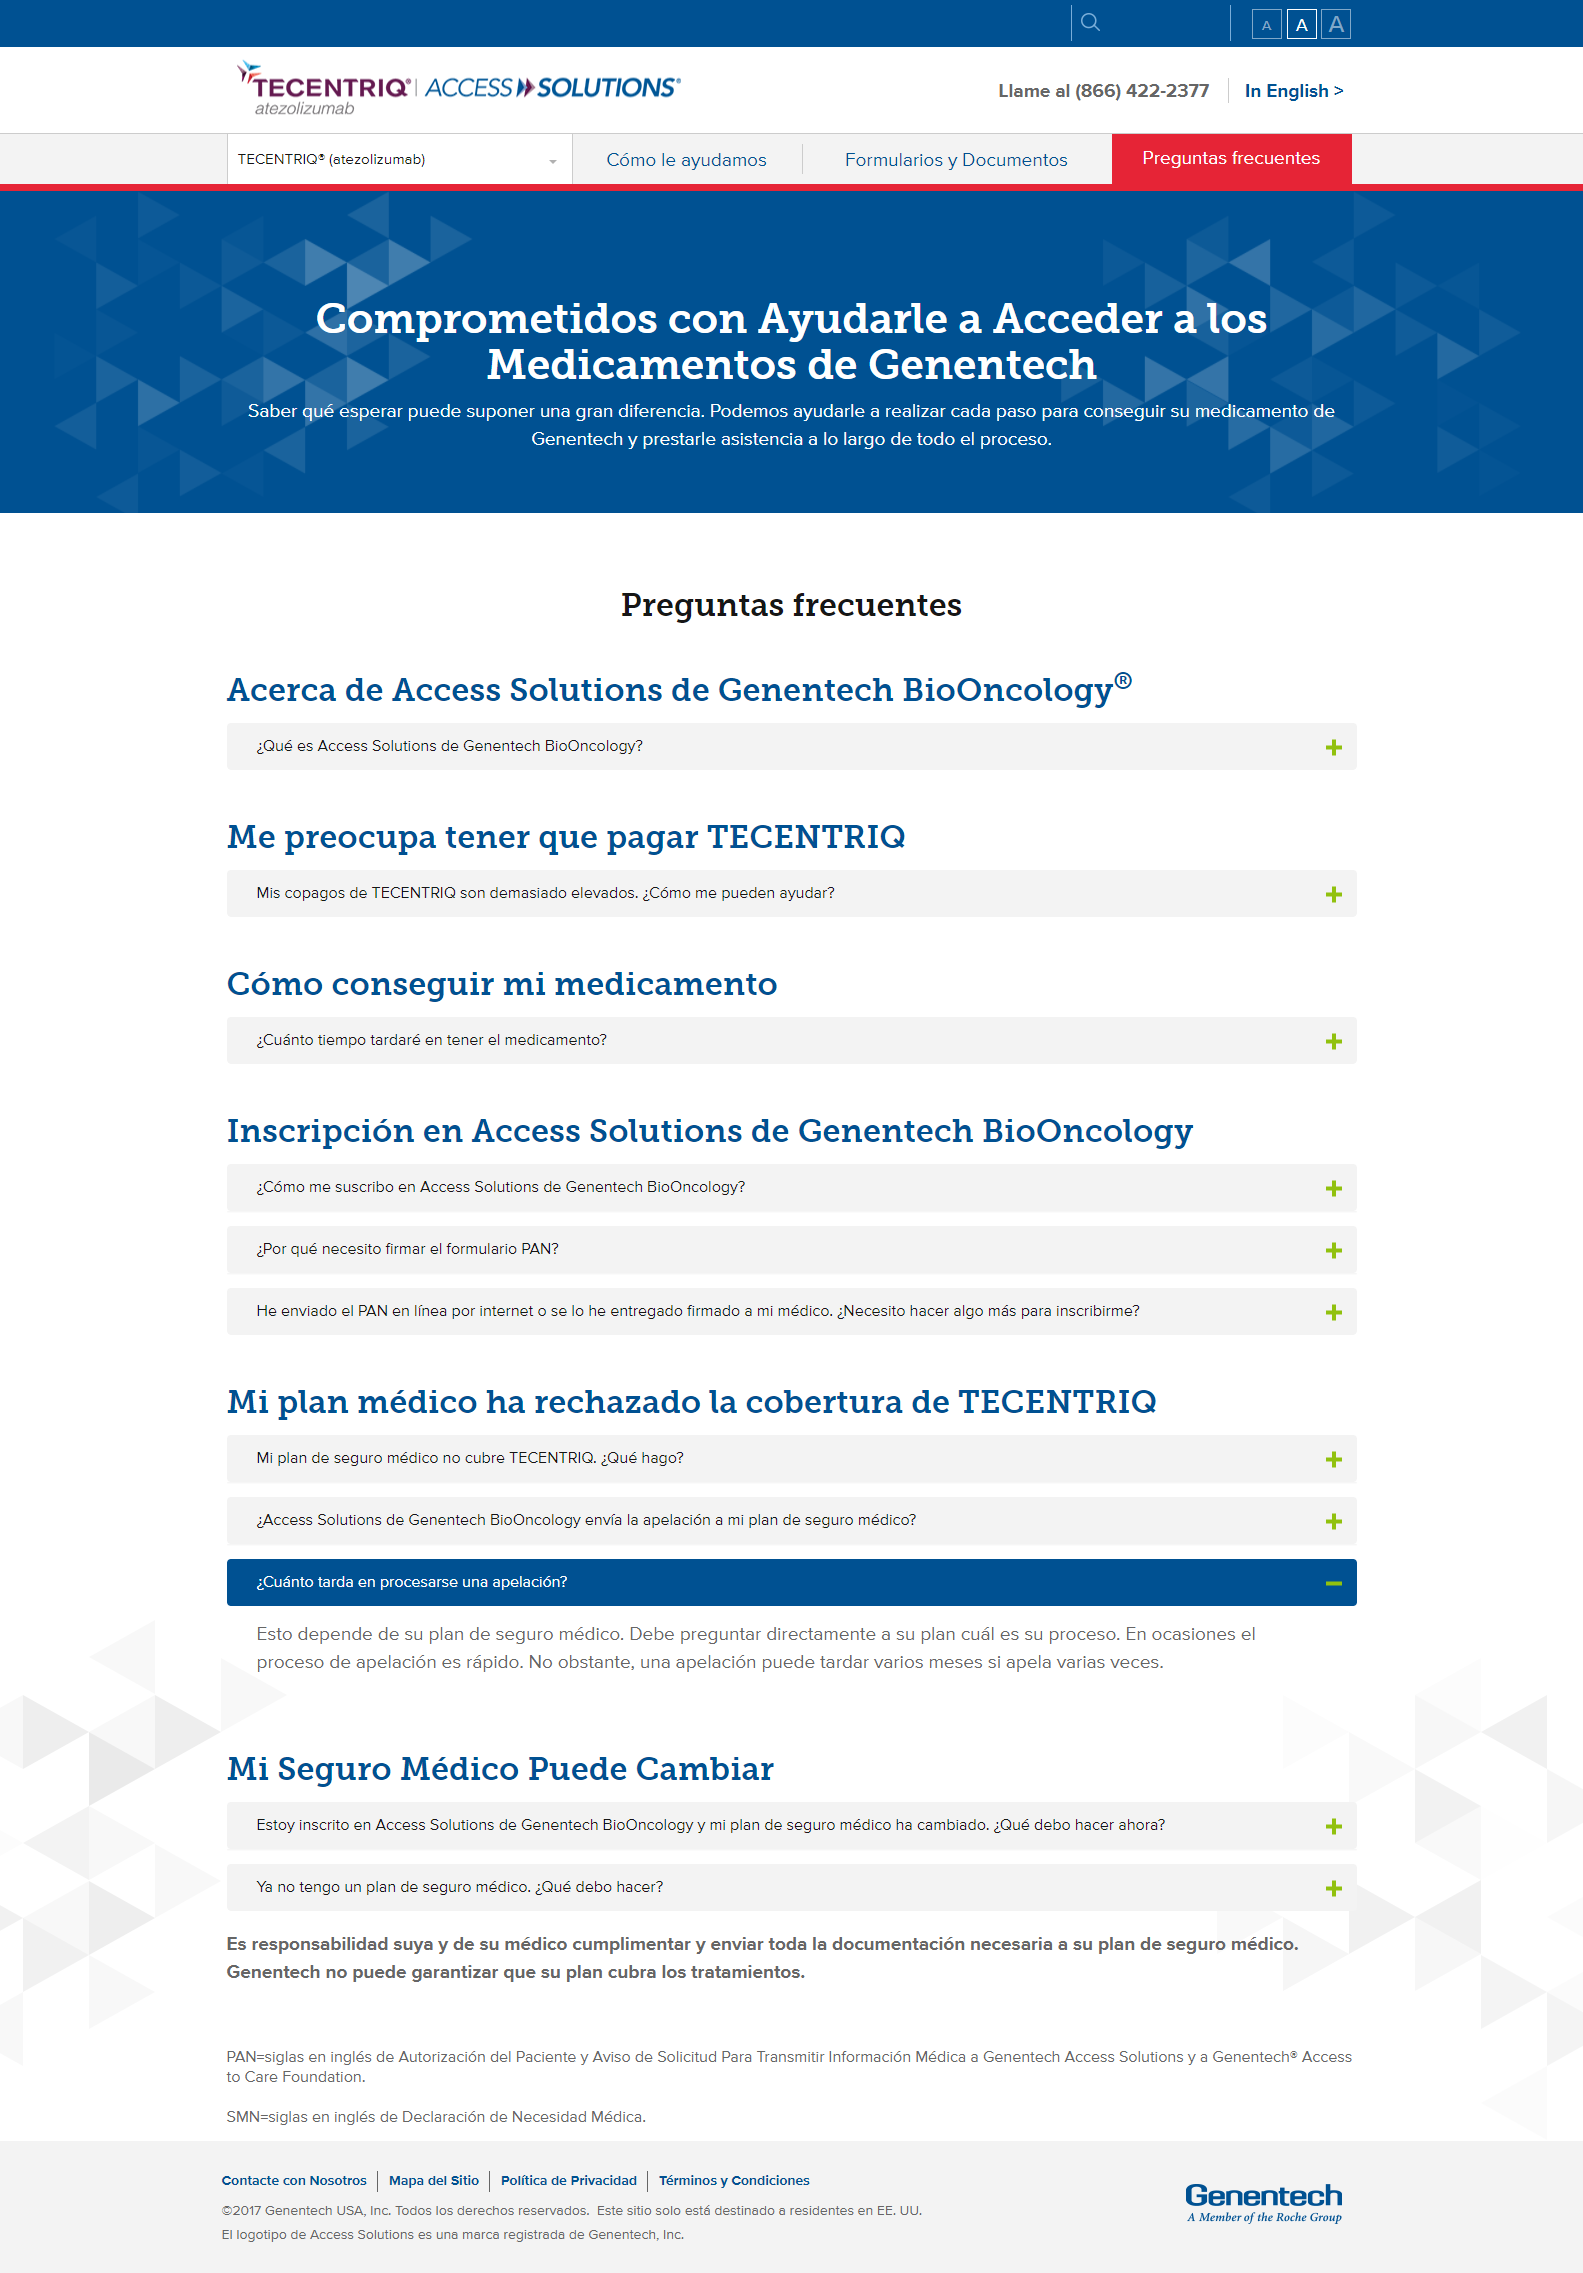 A A A
TECENTRIQ® | ACCESS SOLUTIONS®
atezolizumab
Llame al (866) 422-2377
In English >
TECENTRIQ® (atezolizumab)
Cómo le ayudamos
Formularios y Documentos
Preguntas frecuentes
Comprometidos con Ayudarle a Acceder a los
Medicamentos de Genentech
Saber qué esperar puede suponer una gran diferencia. Podemos ayudarle a realizar cada paso para conseguir su medicamento de
Genentech y prestarle asistencia a lo largo de todo el proceso.
Preguntas frecuentes
Acerca de Access Solutions de Genentech BioOncology®
¿Qué es Access Solutions de Genentech BioOncology?
Me preocupa tener que pagar TECENTRIQ
Mis copagos de TECENTRIQ son demasiado elevados. ¿Cómo me pueden ayudar?
Cómo conseguir mi medicamento
¿Cuánto tiempo tardaré en tener el medicamento?
Inscripción en Access Solutions de Genentech BioOncology
¿Cómo me suscribo en Access Solutions de Genentech BioOncology?
¿Por qué necesito firmar el formulario PAN?
He enviado el PAN en línea por internet o se lo he entregado firmado a mi médico. ¿Necesito hacer algo más para inscribirme?
Mi plan médico ha rechazado la cobertura de TECENTRIQ
Mi plan de seguro médico no cubre TECENTRIQ. ¿Qué hago?
¿Access Solutions de Genentech BioOncology envía la apelación a mi plan de seguro médico?
¿Cuánto tarda en procesarse una apelación?
Esto depende de su plan de seguro médico. Debe preguntar directamente a su plan cuál es su proceso. En ocasiones el
proceso de apelación es rápido. No obstante, una apelación puede tardar varios meses si apela varias veces.
Mi Seguro Médico Puede Cambiar
Estoy inscrito en Access Solutions de Genentech BioOncology y mi plan de seguro médico ha cambiado. ¿Qué debo hacer ahora?
Ya no tengo un plan de seguro médico. ¿Qué debo hacer?
Es responsabilidad suya y de su médico cumplimentar y enviar toda la documentación necesaria a su plan de seguro médico.
Genentech no puede garantizar que su plan cubra los tratamientos.
PAN=siglas en inglés de Autorización del Paciente y Aviso de Solicitud Para Transmitir Información Médica a Genentech Access Solutions y a Genentech® Access
to Care Foundation.
SMN=siglas en inglés de Declaración de Necesidad Médica.
Contacte con Nosotros | Mapa del Sitio | Política de Privacidad | Términos y Condiciones
©2017 Genentech USA, Inc. Todos los derechos reservados. Este sitio solo está destinado a residentes en EE. UU.
El logotipo de Access Solutions es una marca registrada de Genentech, Inc.
Genentech
A Member of the Roche Group